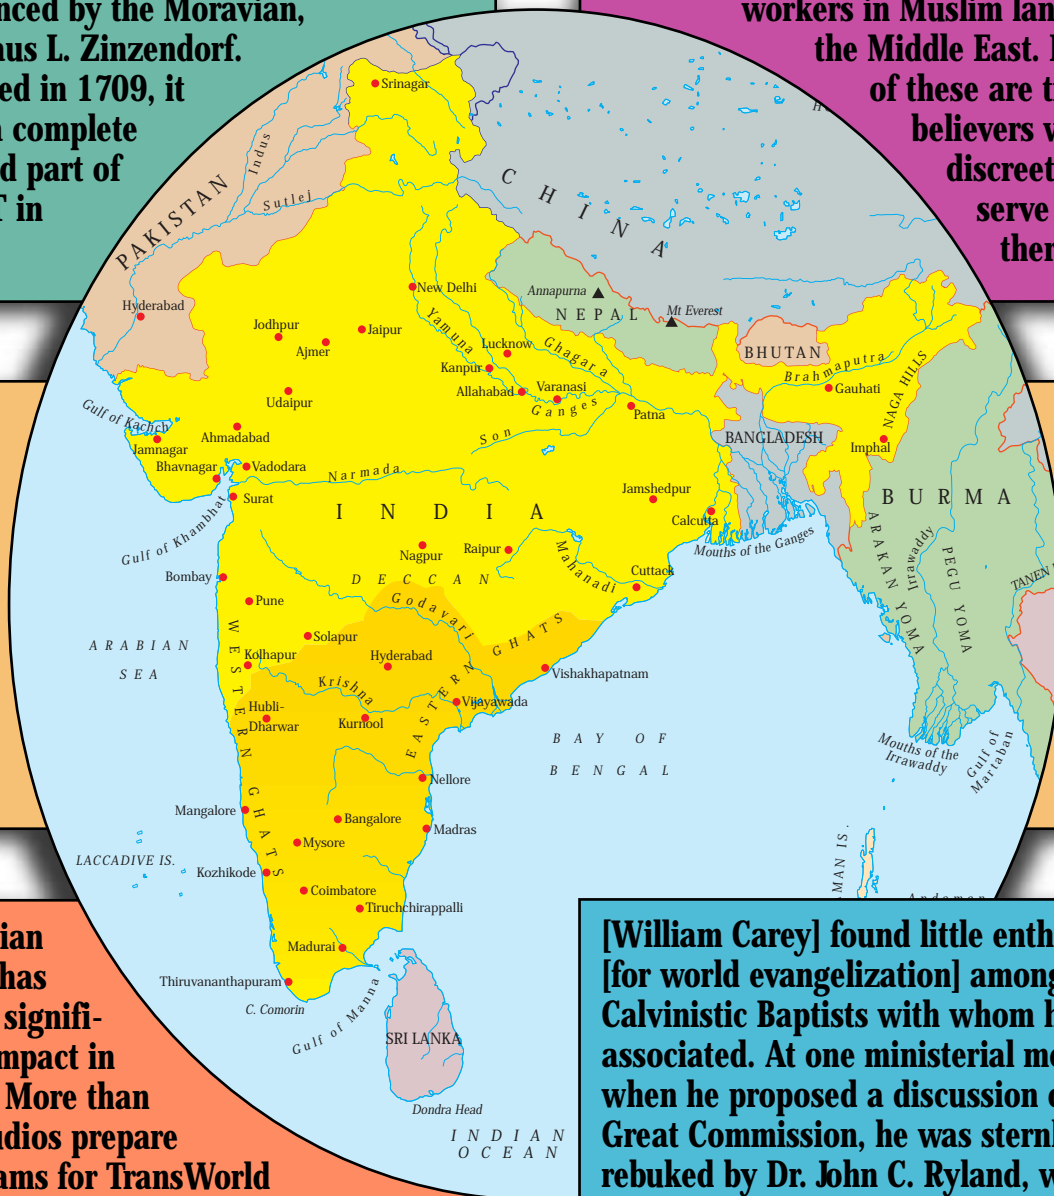 nced by the Moravian,
aus L. Zinzendorf.
ed in 1709, it
complete
d part of
T in
workers in Muslim lan
the Middle East.
of these are t
believers
discreet
serve
ther
Srinagar
Indus
Sutlej
PAKISTAN
CHINA
Hyderabad
New Delhi
Annapurna
NEPAL
Mt Everest
Jodhpur
Jaipur
Ajmer
Yamuna
Lucknow
Ghagara
BHUTAN
Kanpur
Brahmaputra
NAGA HILLS
Udaipur
Allahabad
Varanasi
Ganges
Patna
Gauhati
Gulf of Kachch
Jamnagar
Ahmadabad
Son
BANGLADESH
Imphal
Bhavnagar
Vadodara
Narmada
Surat
INDIA
Jamshedpur
Calcutta
BURMA
Gulf of Khambhat
Nagpur
Raipur
Mahanadi
Mouths of the Ganges
ARAKAN YOMA
Irrawaddy
PEGU YOMA
TANEN
Bombay
DECCAN
Cuttack
Pune
Godavari
ARABIAN
SEA
WESTERN GHATS
Solapur
Kolhapur
Hyderabad
EASTERN GHATS
Vishakhapatnam
Krishna
Hubli-
Dharwar
Kurnool
Vijayawada
BAY OF
BENGAL
Mouths of the
Irrawaddy
Gulf of
Martaban
Nellore
Mangalore
Bangalore
Madras
Mysore
LACCADIVE IS.
Kozhikode
Coimbatore
Tiruchchirappalli
MAN IS.
Andaman
Madurai
Thiruvananthapuram
C. Comorin
Gulf of Manna
SRI LANKA
Dondra Head
INDIAN
OCEAN
ian
has
signifi-
mpact in
More than
udios prepare
ams for TransWorld
[William Carey] found little enth
[for world evangelization] among
Calvinistic Baptists with whom h
associated. At one ministerial me
when he proposed a discussion o
Great Commission, he was sternl
rebuked by Dr. John C. Ryland, w